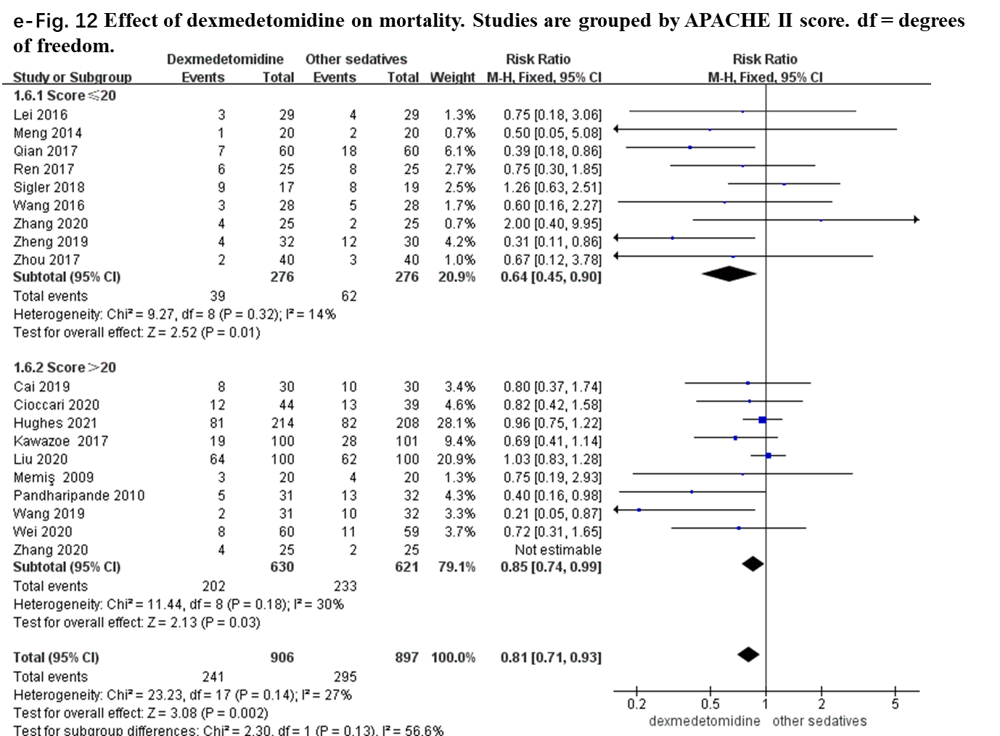 e-Fig. 12 Effect of dexmedetomidine on mortality. Studies are grouped by APACHE II score. df = degrees
of freedom.
Dexmedetomidine Other sedatives Risk Ratio Risk Ratio
Study or Subgroup Events Total Events Total Weight M-H, Fixed, 95% CI M-H, Fixed, 95% CI
1.6.1 Score≤20
Lei 2016 3 29 4 29 1.3% 0.75 [0.18, 3.06]
Meng 2014 1 20 2 20 0.7% 0.50 [0.05, 5.08]
Qian 2017 7 60 18 60 6.1% 0.39 [0.18, 0.86]
Ren 2017 6 25 8 25 2.7% 0.75 [0.30, 1.85]
Sigler 2018 9 17 8 19 2.5% 1.26 [0.63, 2.51]
Wang 2016 3 28 5 28 1.7% 0.60 [0.16, 2.27]
Zhang 2020 4 25 2 25 0.7% 2.00 [0.40, 9.95]
Zheng 2019 4 32 12 30 4.2% 0.31 [0.11, 0.86]
Zhou 2017 2 40 3 40 1.0% 0.67 [0.12, 3.78]
Subtotal (95% CI) 276 276 20.9% 0.64 [0.45, 0.90]
Total events 39 62
Heterogeneity: Chi² = 9.27, df = 8 (P = 0.32); I² = 14%
Test for overall effect: Z = 2.52 (P = 0.01)
1.6.2 Score>20
Cai 2019 8 30 10 30 3.4% 0.80 [0.37, 1.74]
Cioccari 2020 12 44 13 39 4.6% 0.82 [0.42, 1.58]
Hughes 2021 81 214 82 208 28.1% 0.96 [0.75, 1.22]
Kawazoe 2017 19 100 28 101 9.4% 0.69 [0.41, 1.14]
Liu 2020 64 100 62 100 20.9% 1.03 [0.83, 1.28]
Memiş 2009 3 20 4 20 1.3% 0.75 [0.19, 2.93]
Pandharipande 2010 5 31 13 32 4.3% 0.40 [0.16, 0.98]
Wang 2019 2 31 10 32 3.3% 0.21 [0.05, 0.87]
Wei 2020 8 60 11 59 3.7% 0.72 [0.31, 1.65]
Zhang 2020 4 25 2 25 Not estimable
Subtotal (95% CI) 630 621 79.1% 0.85 [0.74, 0.99]
Total events 202 233
Heterogeneity: Chi² = 11.44, df = 8 (P = 0.18); I² = 30%
Test for overall effect: Z = 2.13 (P = 0.03)
Total (95% CI) 906 897 100.0% 0.81 [0.71, 0.93]
Total events 241 295
Heterogeneity: Chi² = 23.23, df = 17 (P = 0.14); I² = 27%
Test for overall effect: Z = 3.08 (P = 0.002)
Test for subgroup differences: Chi² = 2.30, df = 1 (P = 0.13), I² = 56.6%
0.2 0.5 1 2 5
dexmedetomidine other sedatives